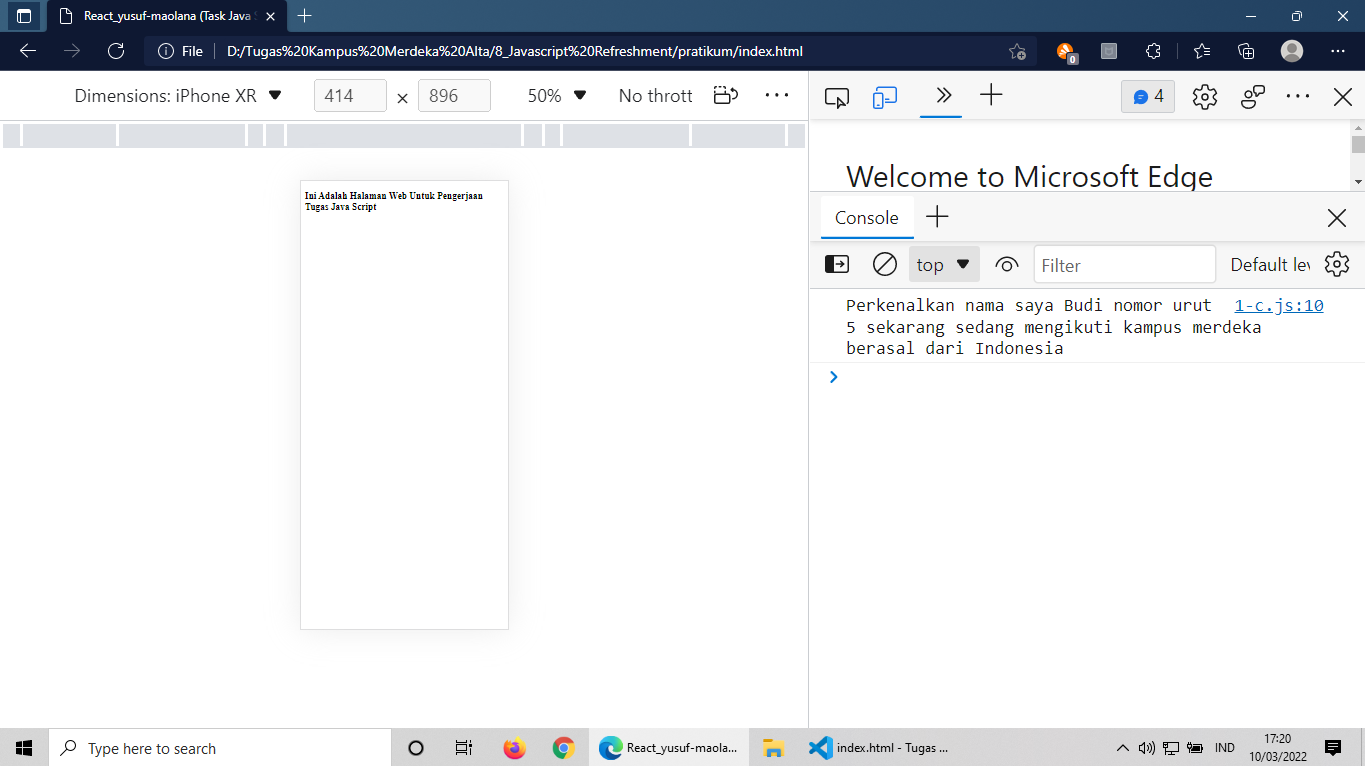 React_yusuf-maolana (Task Java S
File
D:/Tugas%20Kampus%20Merdeka%20Alta/8_Javascript%20Refreshment/pratikum/index.html
0
Dimensions: iPhone XR
414 × 896
50%
No thrott
4
Welcome to Microsoft Edge
Ini Adalah Halaman Web Untuk Pengerjaan
Tugas Java Script
Console
top
Filter
Default lev
Perkenalkan nama saya Budi nomor urut
1-c.js:10
5 sekarang sedang mengikuti kampus merdeka
berasal dari Indonesia
Type here to search
React_yusuf-maola...
index.html - Tugas ...
IND
17:20
10/03/2022